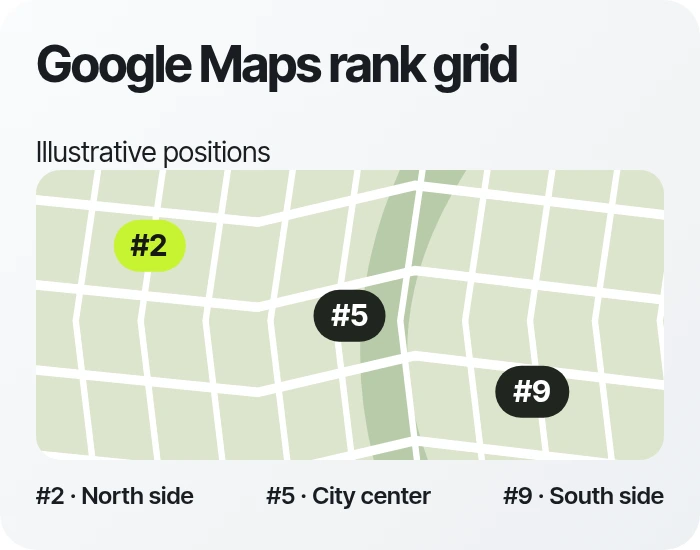 Google Maps rank grid
Illustrative positions
#2
#5
#9
#2 · North side
#5 · City center
#9 · South side